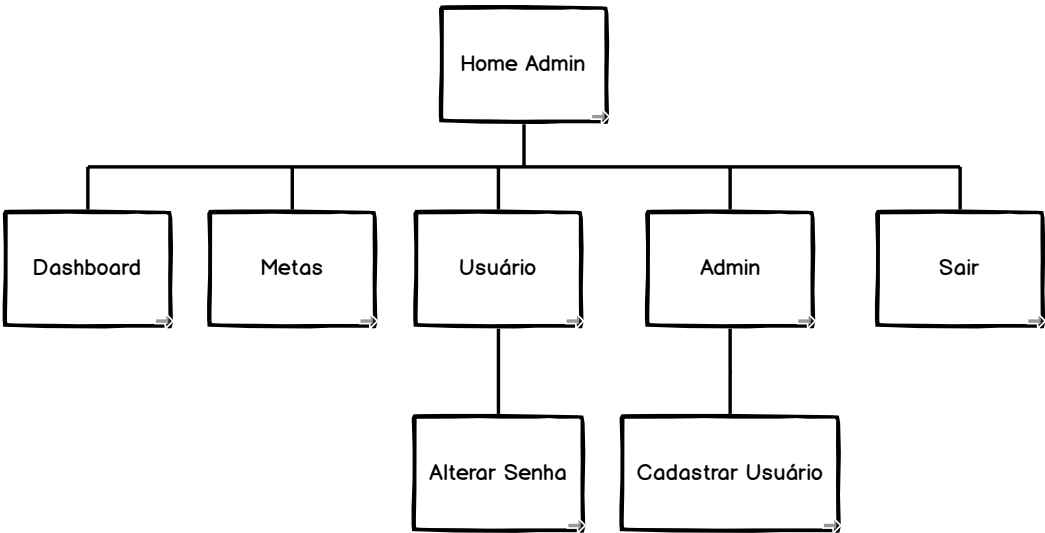 Home Admin
Dashboard
Metas
Usuário
Admin
Sair
Alterar Senha
Cadastrar Usuário